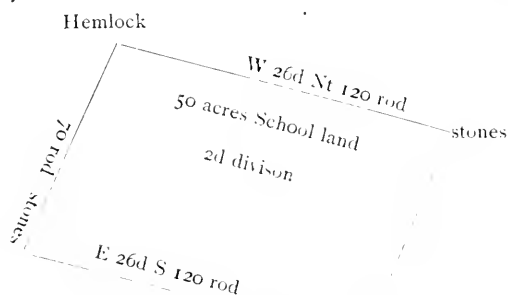 Hemlock
W 26d Nt 120 rod
50 acres School land
stones
2d divison
70 rod stones
E 26d S 120 rod